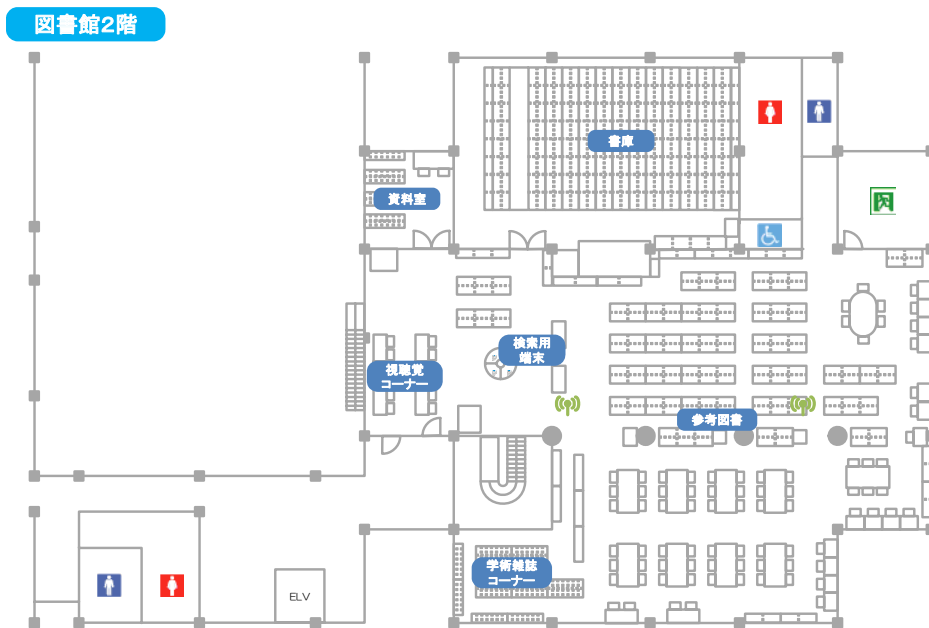 図書館2階
書庫
資料室
検索用
端末
視聴覚
コーナー
参考図書
学術雑誌
コーナー
ELV